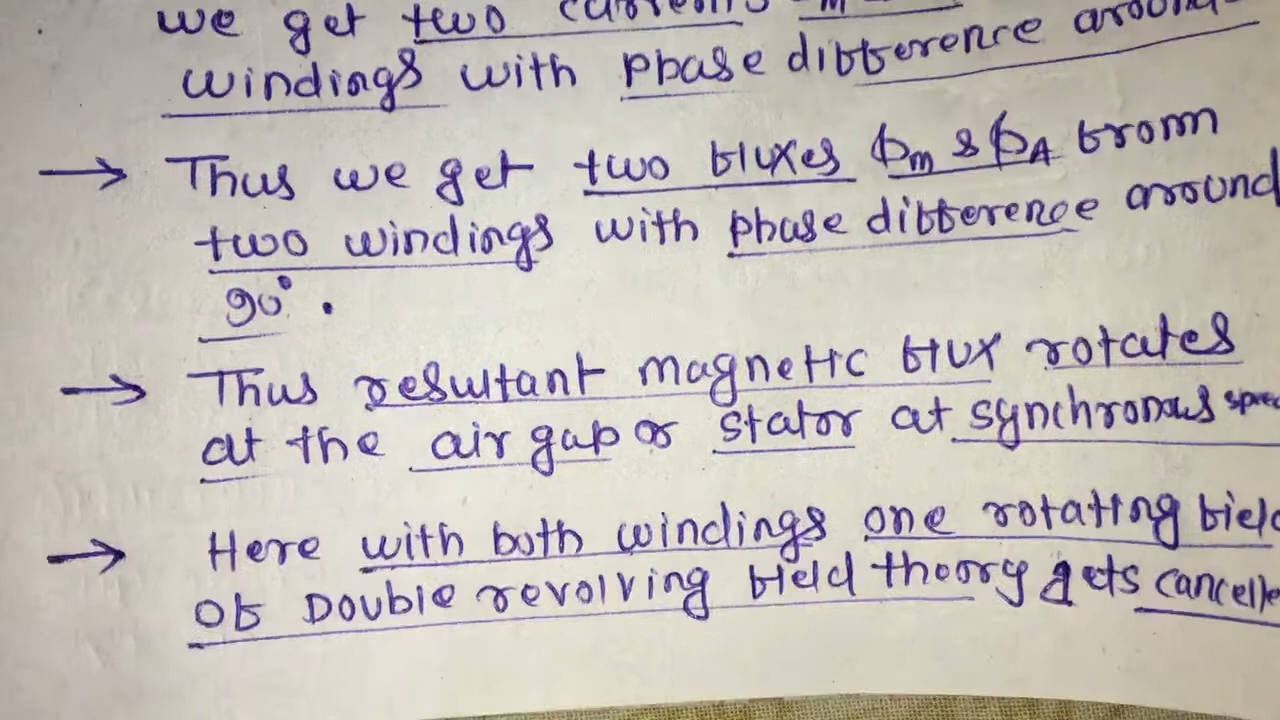 we get two currents
windings with phase difference around
→ Thus we get two fluxes ϕm & ϕA from
two windings with phase difference around
90°.
→ Thus resultant magnetic flux rotates
at the air gap or stator at synchronous
→ Here with both windings one rotating field
of Double revolving field theory gets